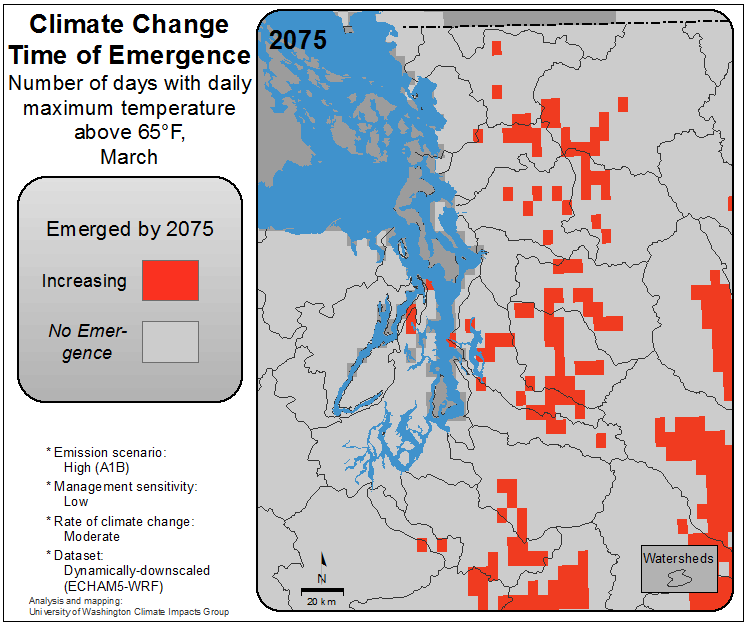 Climate Change
Time of Emergence
Number of days with daily
maximum temperature
above 65°F,
March
Emerged by 2075
Increasing
No Emer-
gence
* Emission scenario:
High (A1B)
* Management sensitivity:
Low
* Rate of climate change:
Moderate
* Dataset:
Dynamically-downscaled
(ECHAM5-WRF)
Analysis and mapping:
University of Washington Climate Impacts Group
2075
N
20 km
Watersheds